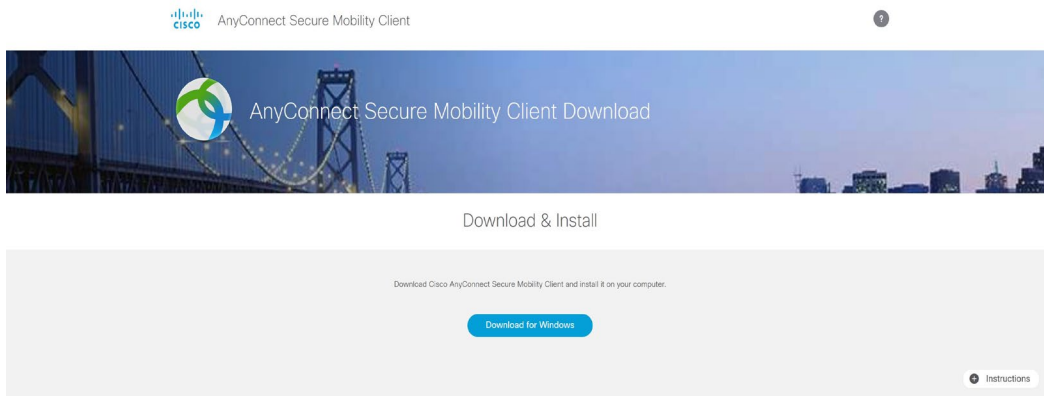 CISCO AnyConnect Secure Mobility Client ?
AnyConnect Secure Mobility Client Download
Download & Install
Download Cisco AnyConnect Secure Mobility Client and install it on your computer.
Download for Windows
Instructions